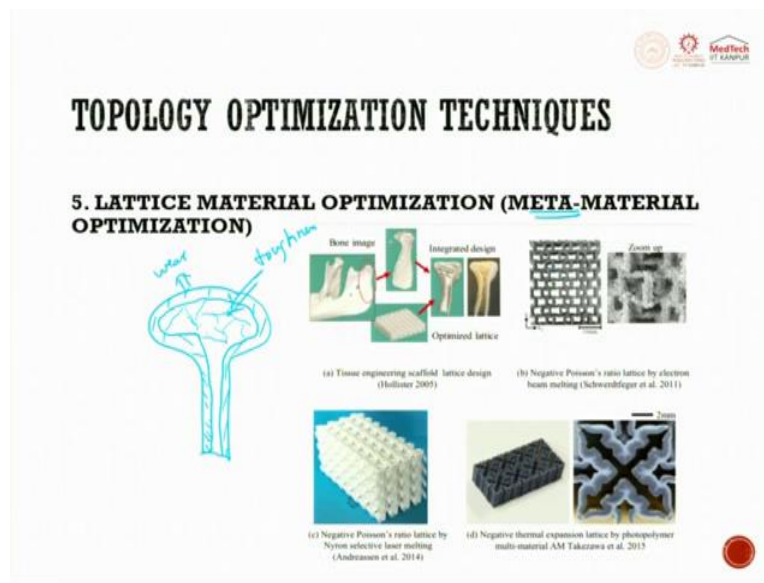 MedTech
IIT KANPUR
TOPOLOGY OPTIMIZATION TECHNIQUES
5. LATTICE MATERIAL OPTIMIZATION (META-MATERIAL
OPTIMIZATION)
wear
toughness
Bone image
Integrated design
Optimized lattice
Zoom up
(a) Tissue engineering scaffold lattice design
(Hollister 2005)
(b) Negative Poisson's ratio lattice by electron
beam melting (Schwerdtfeger et al. 2011)
2mm
(c) Negative Poisson's ratio lattice by
Nyron selective laser melting
(Andreassen et al. 2014)
(d) Negative thermal expansion lattice by photopolymer
multi-material AM Takezawa et al. 2015